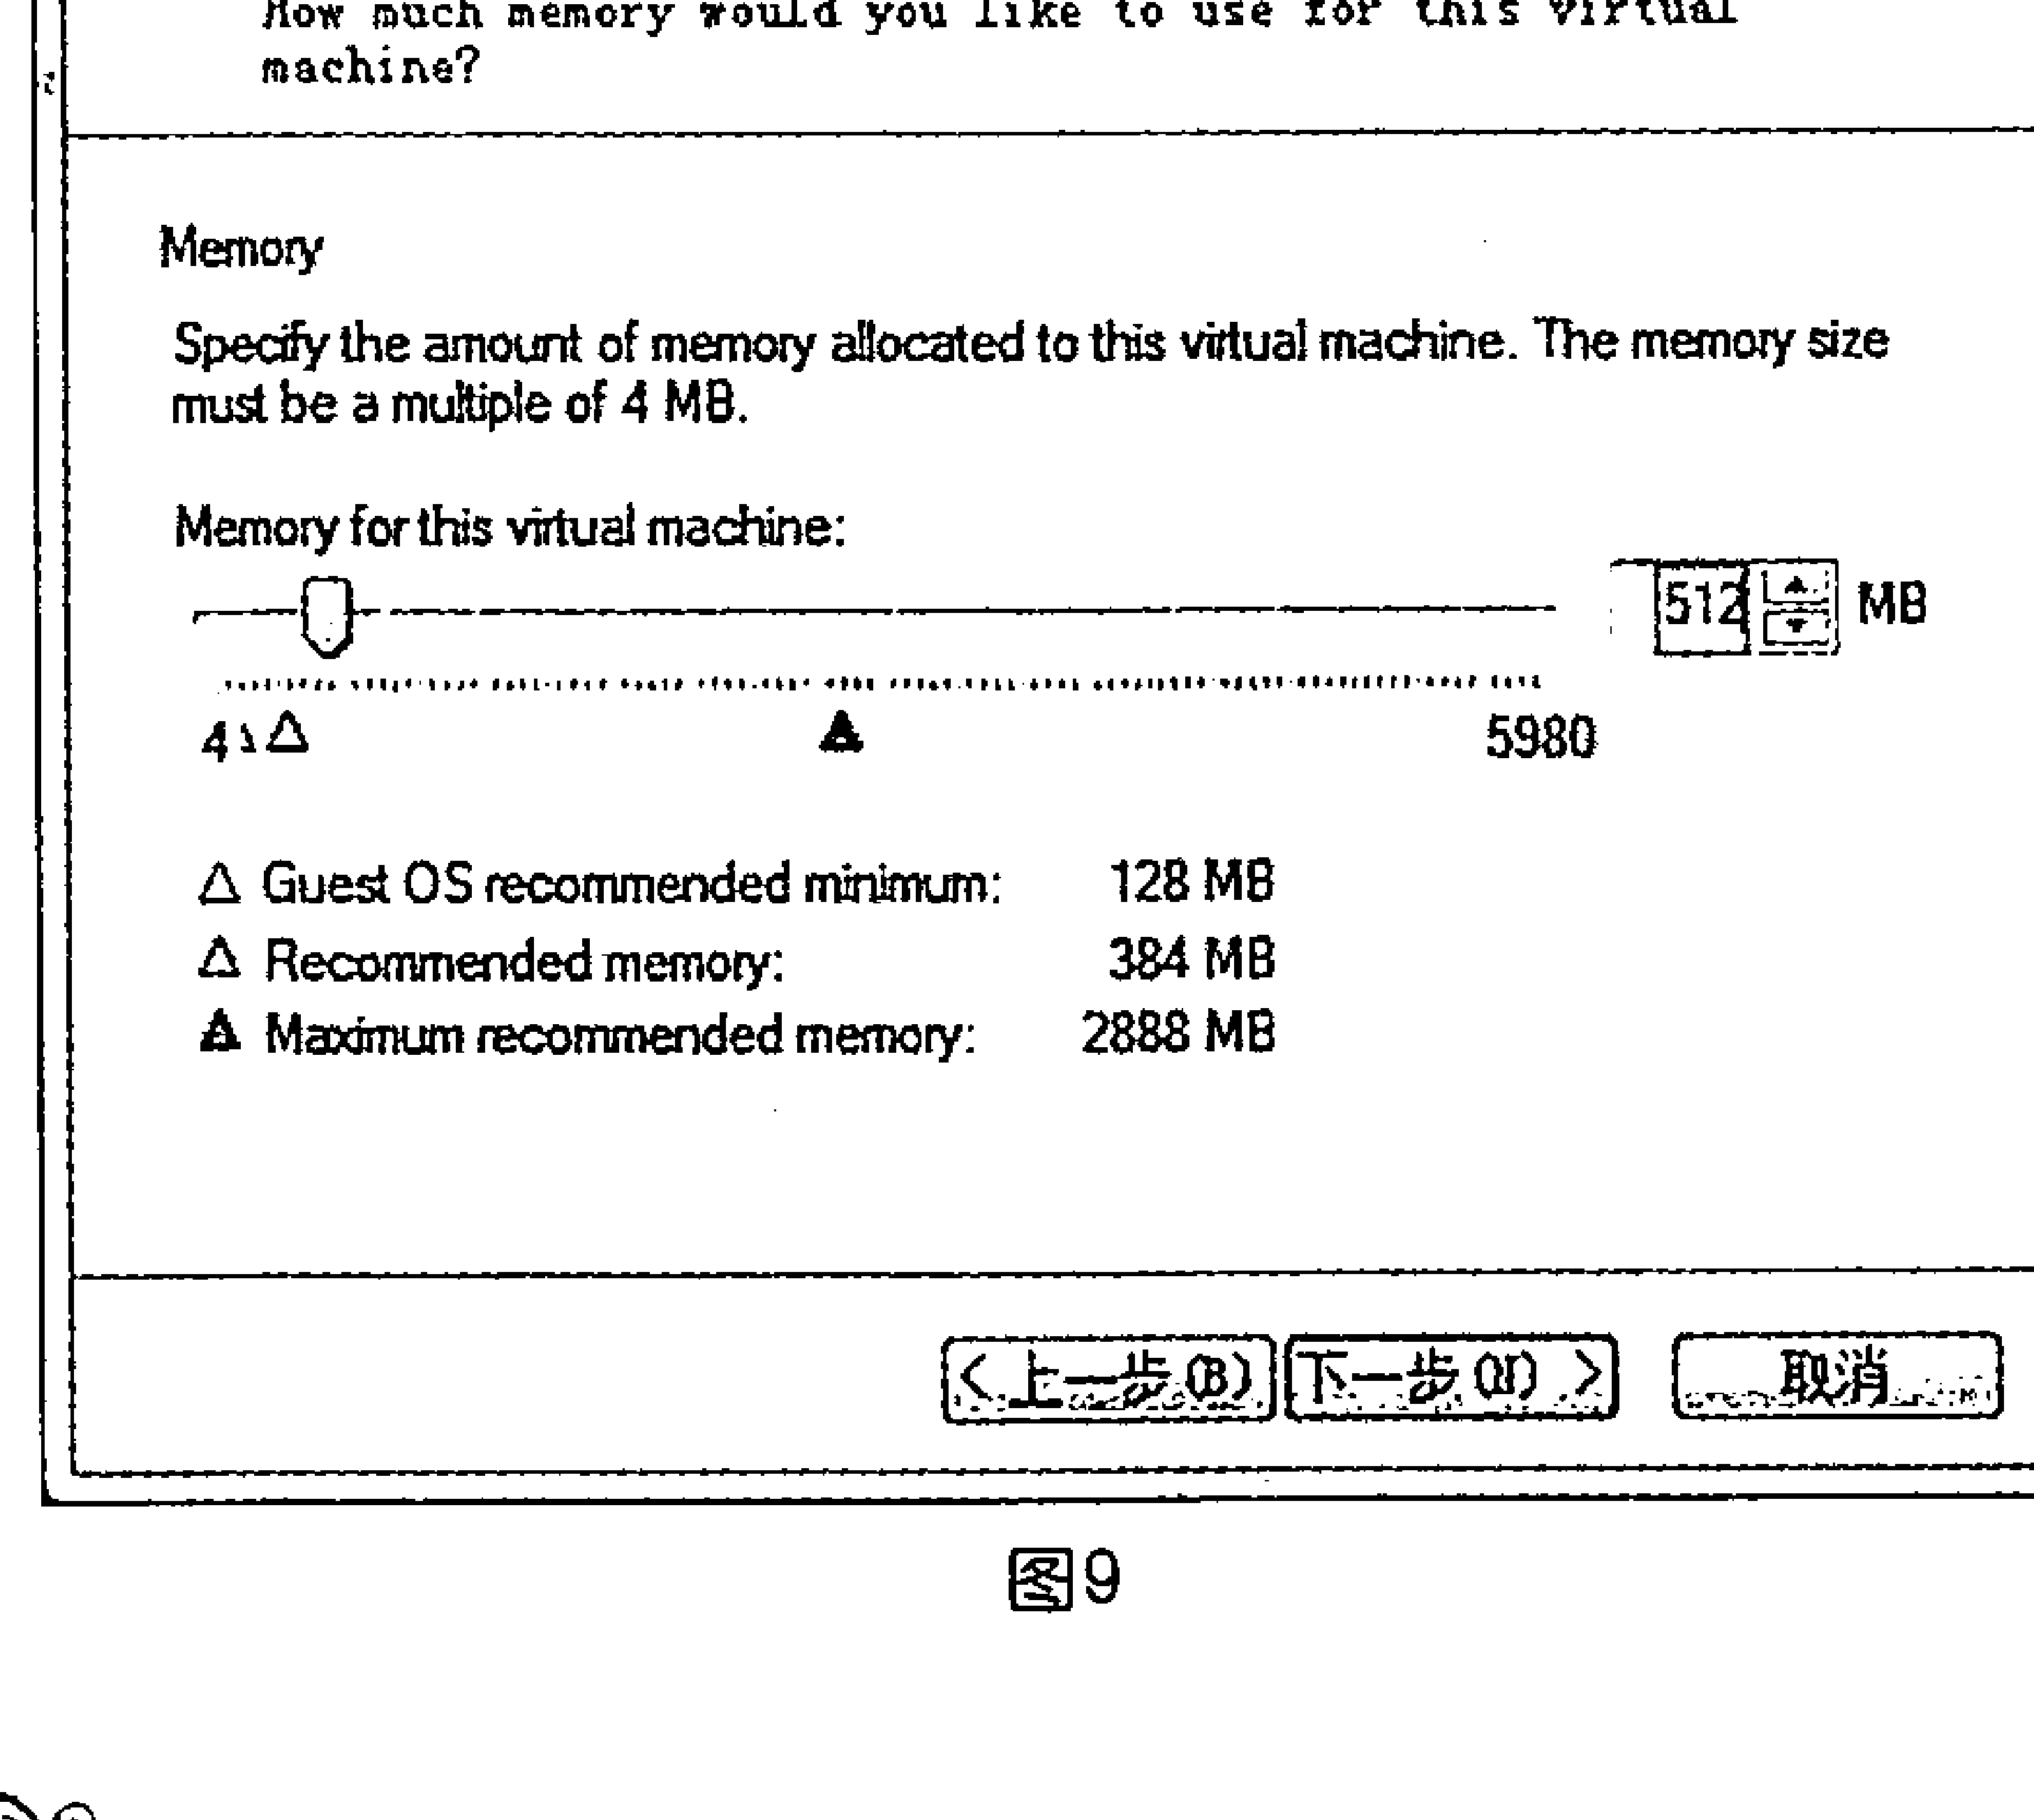 How much memory would you like to use for this virtual
machine?
Memory
Specify the amount of memory allocated to this virtual machine. The memory size
must be a multiple of 4 MB.
Memory for this virtual machine:
512 MB
4 5980
Guest OS recommended minimum: 128 MB
Recommended memory: 384 MB
Maximum recommended memory: 2888 MB
<上一步(B) 下一步(N) > 取消
图9